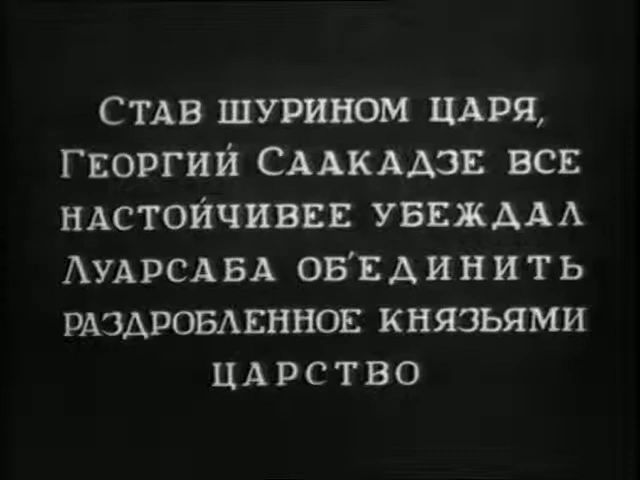 Став шурином царя,
Георгий Саакадзе все
настойчивее убеждал
Луарсаба об'единить
раздробленное князьями
царство